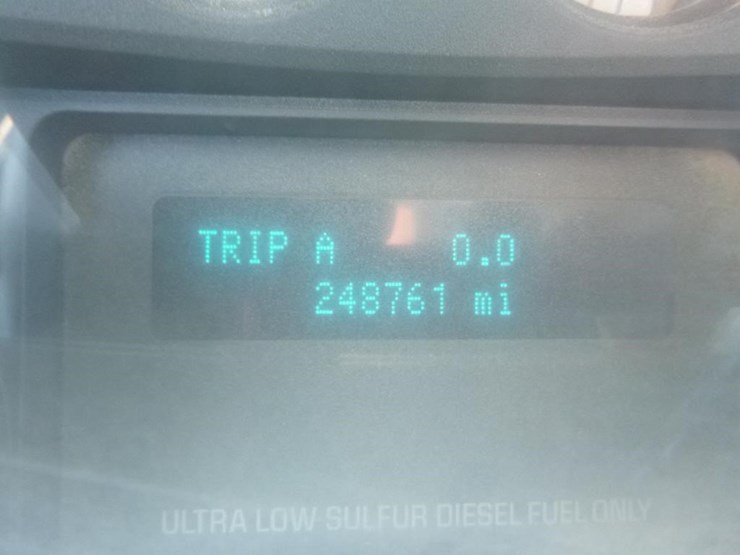 TRIP A 0.0
248761 mi
ULTRA LOW SULFUR DIESEL FUEL ONLY